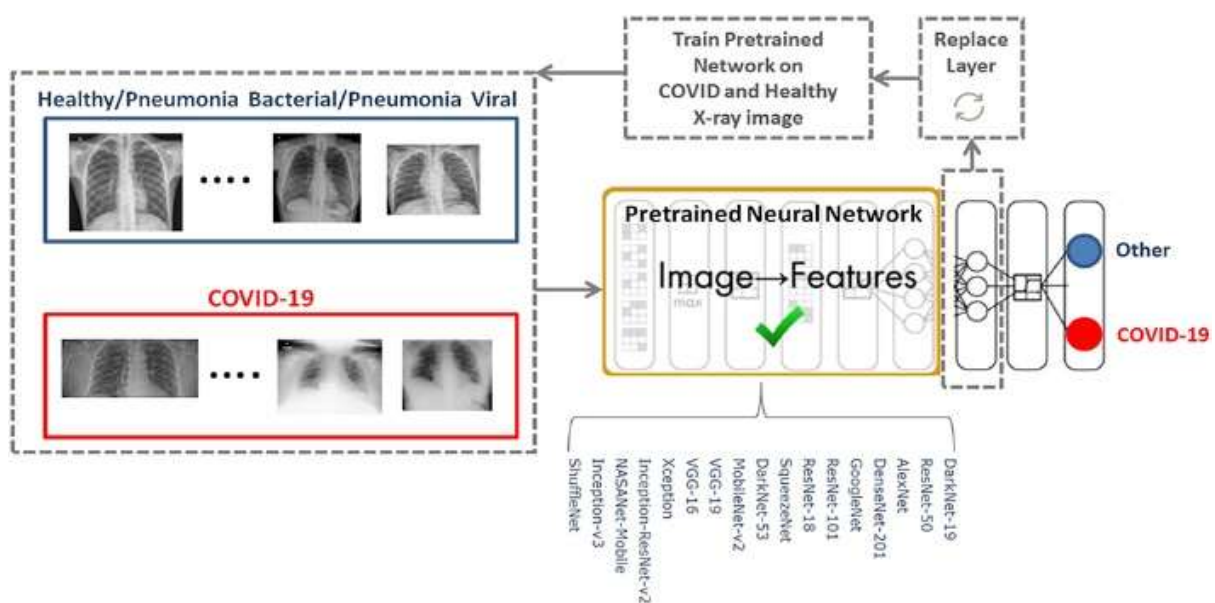 Train Pretrained
Network on
COVID and Healthy
X-ray image
Replace
Layer
Healthy/Pneumonia Bacterial/Pneumonia Viral
COVID-19
Pretrained Neural Network
Image→Features
max
Other
COVID-19
ShuffleNet
Inception-v3
NASANet-Mobile
Inception-ResNet-v2
Xception
VGG-16
VGG-19
MobileNet-v2
DarkNet-53
SqueezeNet
ResNet-18
ResNet-101
GoogleNet
DenseNet-201
AlexNet
ResNet-50
DarkNet-19